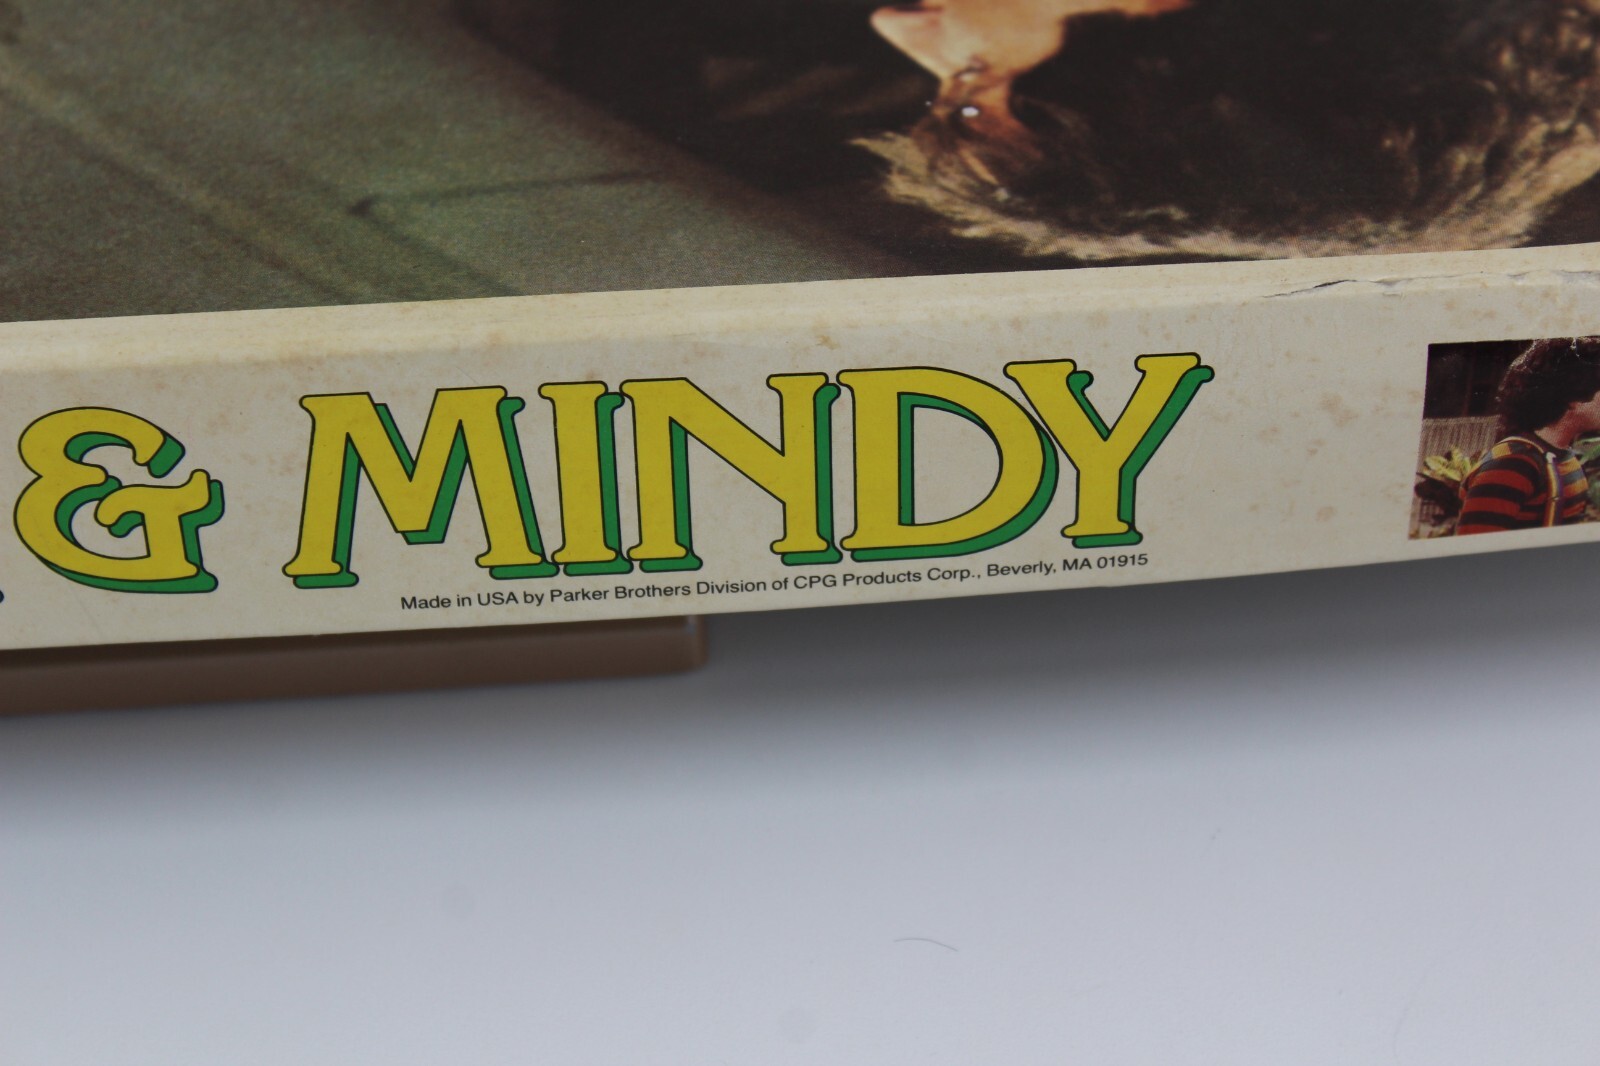 & MINDY
Made in USA by Parker Brothers Division of CPG Products Corp., Beverly, MA 01915